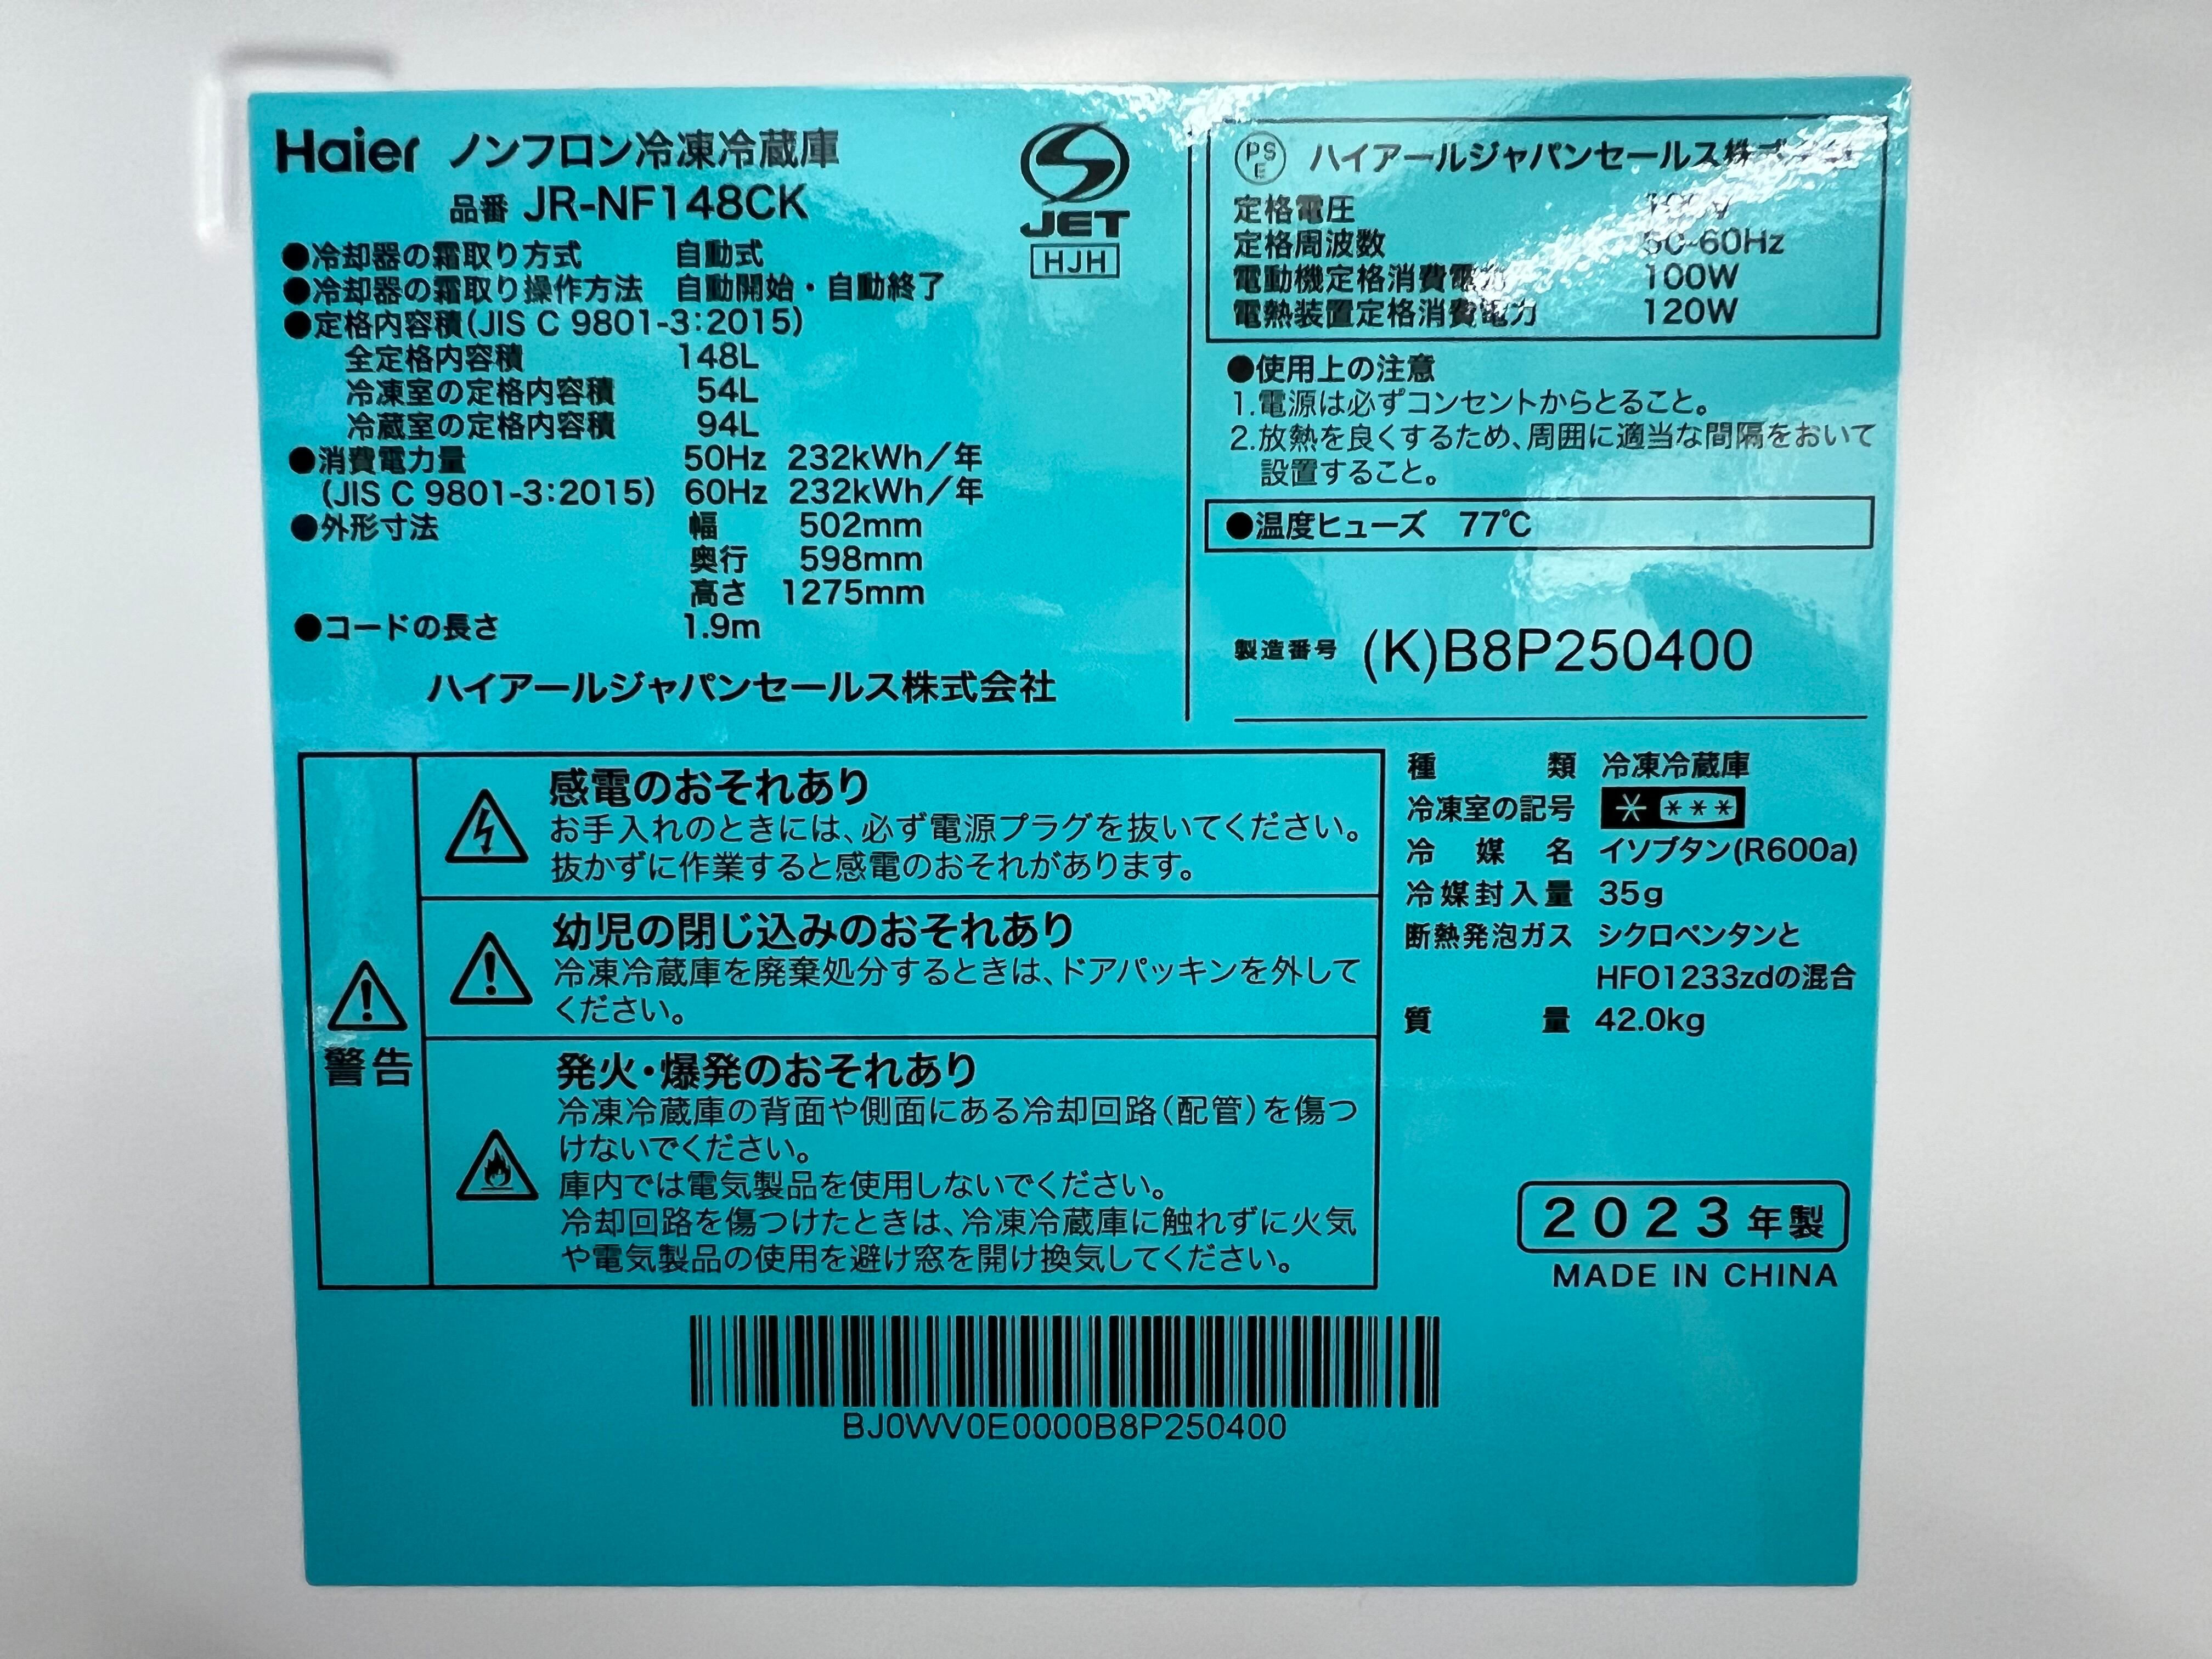 Haier ノンフロン冷凍冷蔵庫
品番 JR-NF148CK
JET
HJH
●冷却器の霜取り方式 自動式
●冷却器の霜取り操作方法 自動開始・自動終了
●定格内容積(JIS C 9801-3:2015)
全定格内容積 148L
冷凍室の定格内容積 54L
冷蔵室の定格内容積 94L
●消費電力量 50Hz 232kWh/年
(JIS C 9801-3:2015) 60Hz 232kWh/年
●外形寸法 幅 502mm
奥行 598mm
高さ 1275mm
●コードの長さ 1.9m
ハイアールジャパンセールス株式会社
PS
E
ハイアールジャパンセールス株式
定格電圧
定格周波数 50-60Hz
電動機定格消費電力 100W
電熱装置定格消費電力 120W
●使用上の注意
1.電源は必ずコンセントからとること。
2.放熱を良くするため、周囲に適当な間隔をおいて
設置すること。
●温度ヒューズ 77℃
製造番号 (K)B8P250400
警告
感電のおそれあり
お手入れのときには、必ず電源プラグを抜いてください。
抜かずに作業すると感電のおそれがあります。
幼児の閉じ込みのおそれあり
冷凍冷蔵庫を廃棄処分するときは、ドアパッキンを外して
ください。
発火・爆発のおそれあり
冷凍冷蔵庫の背面や側面にある冷却回路(配管)を傷つ
けないでください。
庫内では電気製品を使用しないでください。
冷却回路を傷つけたときは、冷凍冷蔵庫に触れずに火気
や電気製品の使用を避け窓を開け換気してください。
種類 冷凍冷蔵庫
冷凍室の記号 * ***
冷媒名 イソブタン(R600a)
冷媒封入量 35g
断熱発泡ガス シクロペンタンと
HFO1233zdの混合
質量 42.0kg
2023年製
MADE IN CHINA
BJ0WV0E0000B8P250400